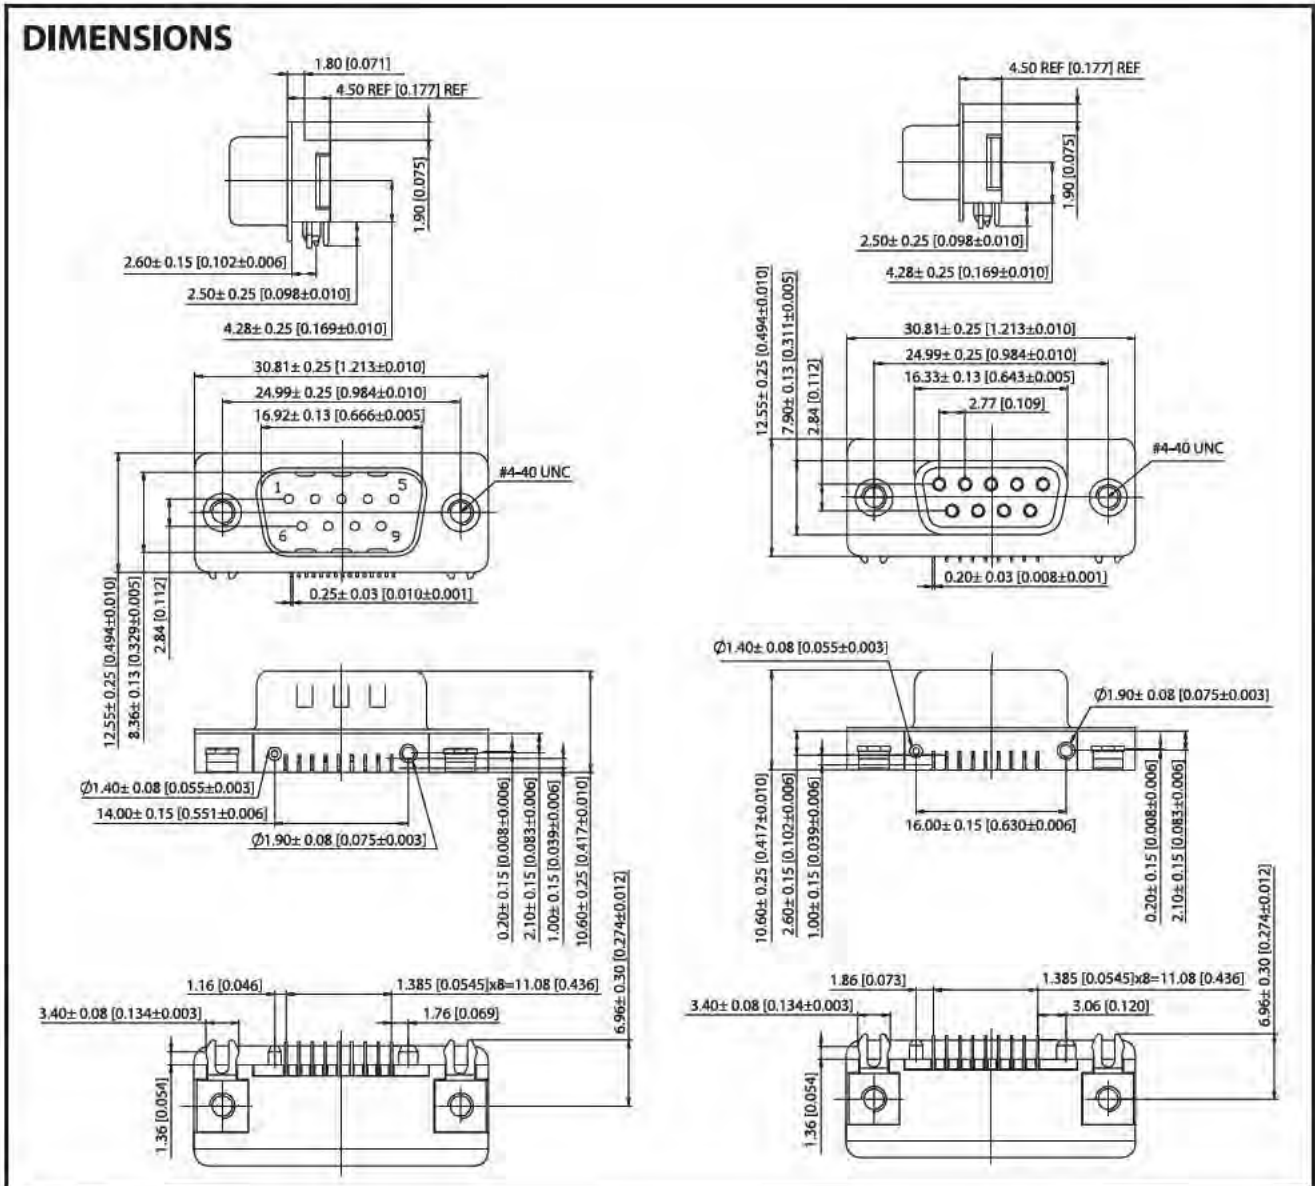 DIMENSIONS
1.80 [0.071]
4.50 REF [0.177] REF
1.90 [0.075]
2.60± 0.15 [0.102±0.006]
2.50± 0.25 [0.098±0.010]
4.28± 0.25 [0.169±0.010]
30.81± 0.25 [1.213±0.010]
24.99± 0.25 [0.984±0.010]
16.92± 0.13 [0.666±0.005]
#4-40 UNC
1
5
6
9
0.25± 0.03 [0.010±0.001]
12.55± 0.25 [0.494±0.010]
8.36± 0.13 [0.329±0.005]
2.84 [0.112]
Ø1.40± 0.08 [0.055±0.003]
14.00± 0.15 [0.551±0.006]
Ø1.90± 0.08 [0.075±0.003]
0.20± 0.15 [0.008±0.006]
2.10± 0.15 [0.083±0.006]
1.00± 0.15 [0.039±0.006]
10.60± 0.25 [0.417±0.010]
6.96± 0.30 [0.274±0.012]
1.16 [0.046]
1.385 [0.0545]x8=11.08 [0.436]
3.40± 0.08 [0.134±0.003]
1.76 [0.069]
1.36 [0.054]
4.50 REF [0.177] REF
1.90 [0.075]
2.50± 0.25 [0.098±0.010]
4.28± 0.25 [0.169±0.010]
12.55± 0.25 [0.494±0.010]
7.90± 0.13 [0.311±0.005]
2.84 [0.112]
30.81± 0.25 [1.213±0.010]
24.99± 0.25 [0.984±0.010]
16.33± 0.13 [0.643±0.005]
2.77 [0.109]
#4-40 UNC
0.20± 0.03 [0.008±0.001]
Ø1.40± 0.08 [0.055±0.003]
Ø1.90± 0.08 [0.075±0.003]
16.00± 0.15 [0.630±0.006]
10.60± 0.25 [0.417±0.010]
2.60± 0.15 [0.102±0.006]
1.00± 0.15 [0.039±0.006]
0.20± 0.15 [0.008±0.006]
2.10± 0.15 [0.083±0.006]
6.96± 0.30 [0.274±0.012]
1.86 [0.073]
1.385 [0.0545]x8=11.08 [0.436]
3.40± 0.08 [0.134±0.003]
3.06 [0.120]
1.36 [0.054]